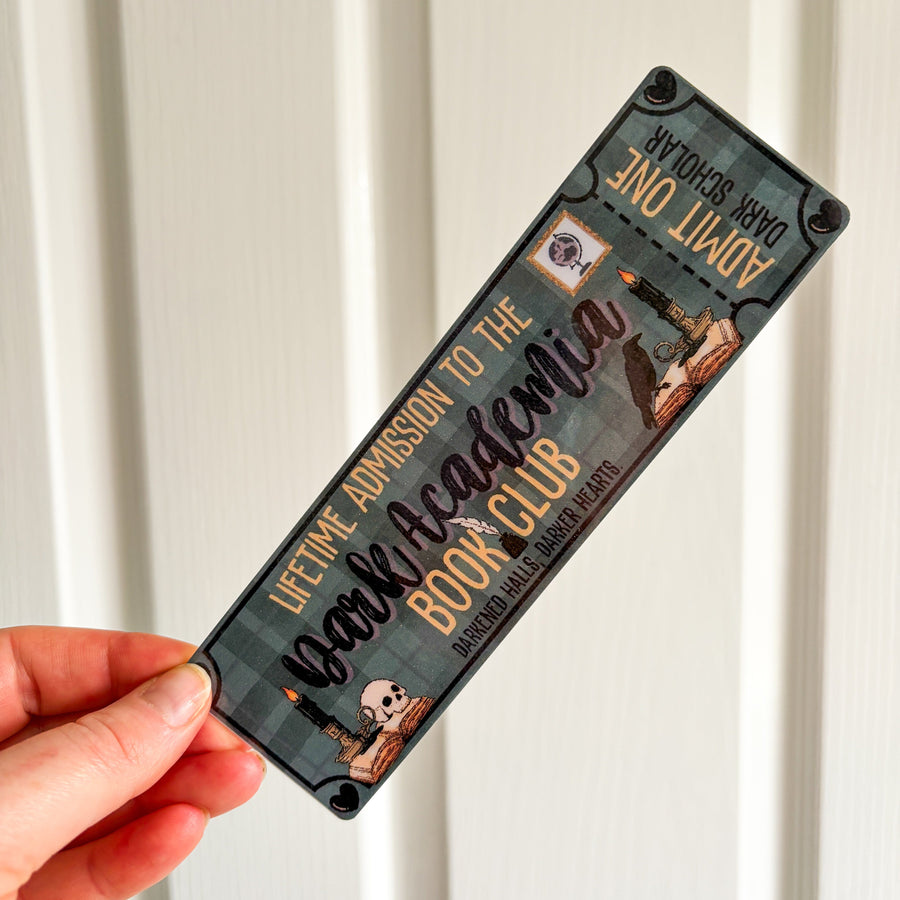 LIFETIME ADMISSION TO THE
Dark Academia
BOOK CLUB
DARKENED HALLS, DARKER HEARTS.
ADMIT ONE
DARK SCHOLAR